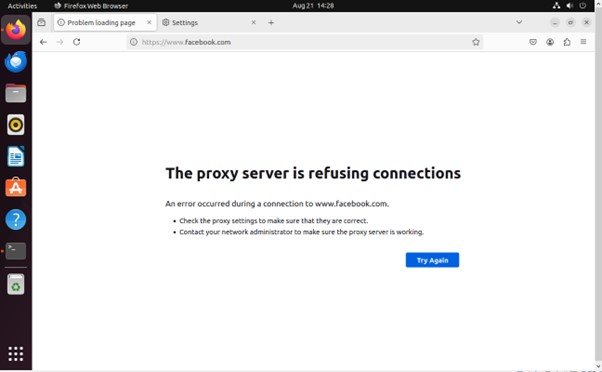 Activities
Firefox Web Browser
Aug 21 14:28
Problem loading page
Settings
https://www.facebook.com
The proxy server is refusing connections
An error occurred during a connection to www.facebook.com.
• Check the proxy settings to make sure that they are correct.
• Contact your network administrator to make sure the proxy server is working.
Try Again